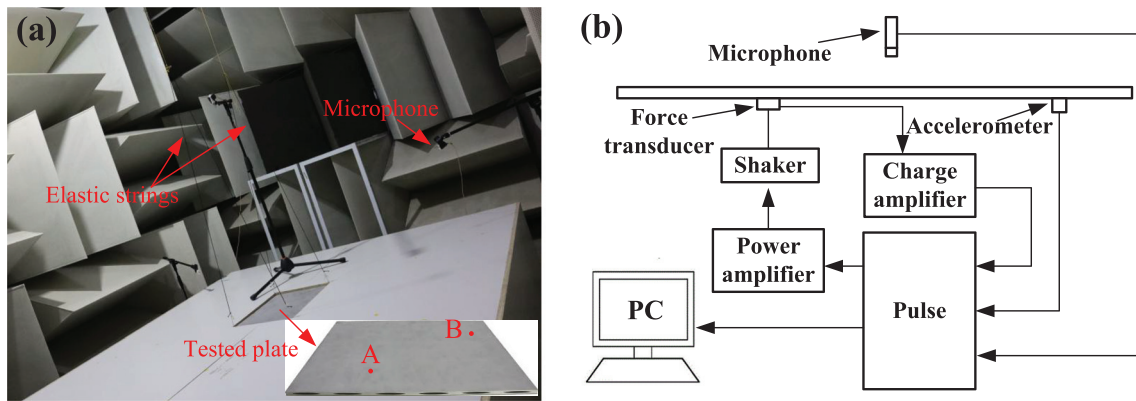 (a)
Microphone
Elastic strings
Tested plate
A
B
(b)
Microphone
Force
transducer
Accelerometer
Shaker
Charge
amplifier
Power
amplifier
Pulse
PC